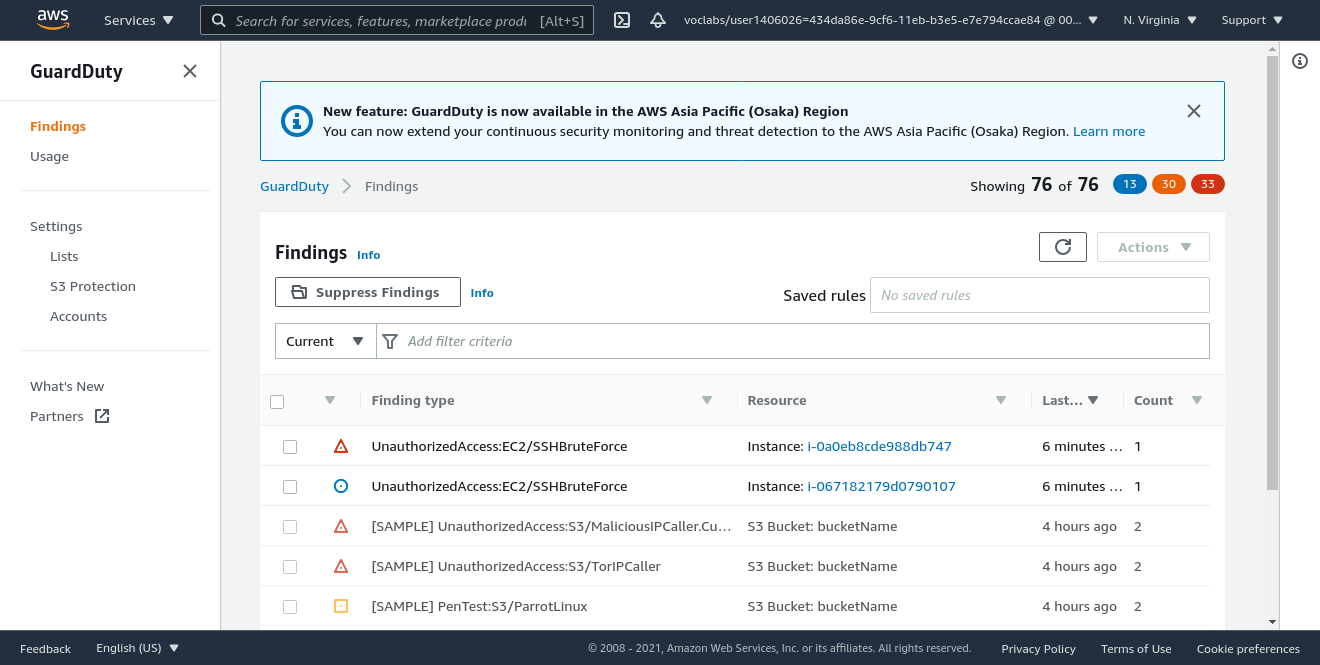 aws Services Search for services, features, marketplace produ [Alt+S] voclabs/user1406026=434da86e-9cf6-11eb-b3e5-e7e794ccae84 @ 00... N. Virginia Support
GuardDuty
Findings
Usage
Settings
Lists
S3 Protection
Accounts
What's New
Partners
New feature: GuardDuty is now available in the AWS Asia Pacific (Osaka) Region
You can now extend your continuous security monitoring and threat detection to the AWS Asia Pacific (Osaka) Region. Learn more
GuardDuty Findings Showing 76 of 76 13 30 33
Findings Info Actions
Suppress Findings Info Saved rules No saved rules
Current Add filter criteria
Finding type Resource Last... Count
UnauthorizedAccess:EC2/SSHBruteForce Instance: i-0a0eb8cde988db747 6 minutes ... 1
UnauthorizedAccess:EC2/SSHBruteForce Instance: i-067182179d0790107 6 minutes ... 1
[SAMPLE] UnauthorizedAccess:S3/MaliciousIPCaller.Cu... S3 Bucket: bucketName 4 hours ago 2
[SAMPLE] UnauthorizedAccess:S3/TorIPCaller S3 Bucket: bucketName 4 hours ago 2
[SAMPLE] PenTest:S3/ParrotLinux S3 Bucket: bucketName 4 hours ago 2
Feedback English (US) © 2008 - 2021, Amazon Web Services, Inc. or its affiliates. All rights reserved. Privacy Policy Terms of Use Cookie preferences